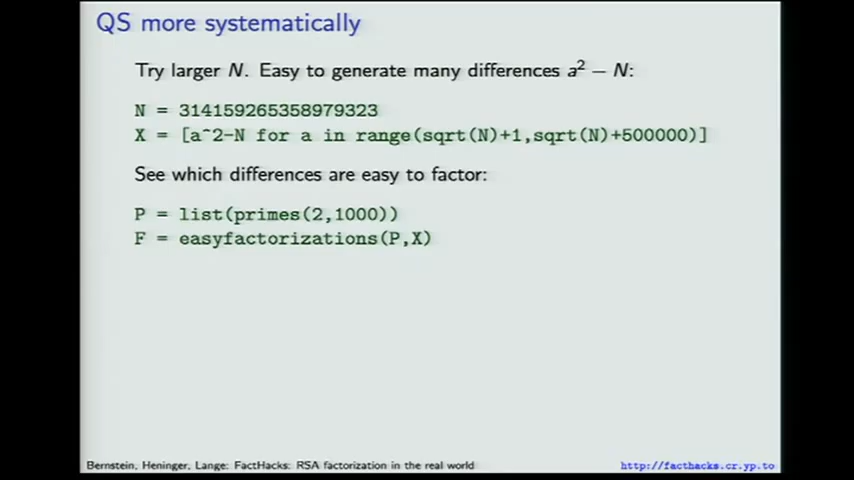 QS more systematically
Try larger N. Easy to generate many differences a² − N:
N = 314159265358979323
X = [a^2-N for a in range(sqrt(N)+1,sqrt(N)+500000)]
See which differences are easy to factor:
P = list(primes(2,1000))
F = easyfactorizations(P,X)
Bernstein, Heninger, Lange: FactHacks: RSA factorization in the real world
http://facthacks.cr.yp.to